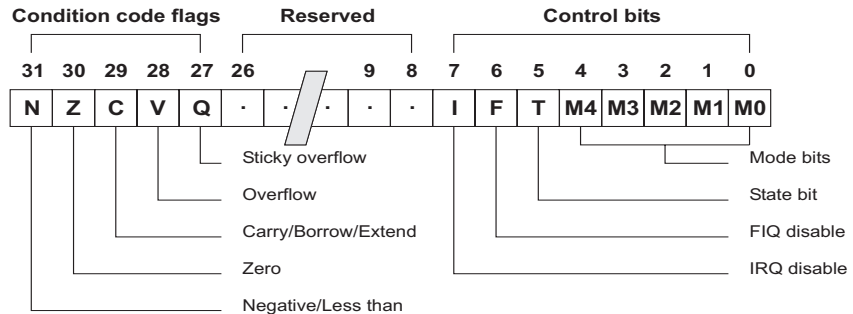 Condition code flags Reserved Control bits
31 30 29 28 27 26 9 8 7 6 5 4 3 2 1 0
N Z C V Q · · · · · I F T M4 M3 M2 M1 M0
Sticky overflow Mode bits
Overflow State bit
Carry/Borrow/Extend FIQ disable
Zero IRQ disable
Negative/Less than